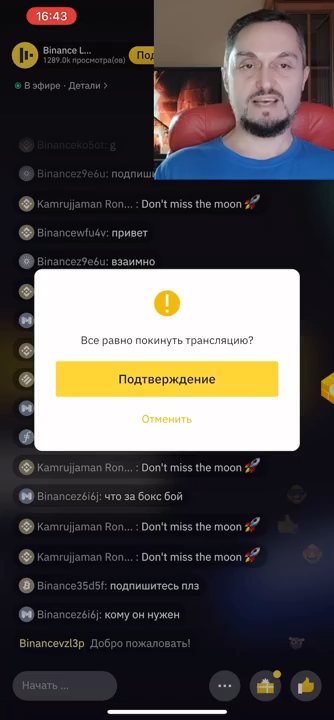 16:43
Binance L...
1289.0k просмотра(ов)
Под
В эфире · Детали >
Binanceko5ot: g
Binancez9e6u: подпиш
Kamrujjaman Ron... : Don't miss the moon 🚀
Binancewfu4v: привет
Binancez9e6u: взаимно
Все равно покинуть трансляцию?
Подтверждение
Отменить
Kamrujjaman Ron... : Don't miss the moon 🚀
Binancez6i6j: что за бокс бой
Kamrujjaman Ron... : Don't miss the moon 🚀
Kamrujjaman Ron... : Don't miss the moon 🚀
Binance35d5f: подпишитесь плз
Binancez6i6j: кому он нужен
Binancevzl3p Добро пожаловать!
Начать ...